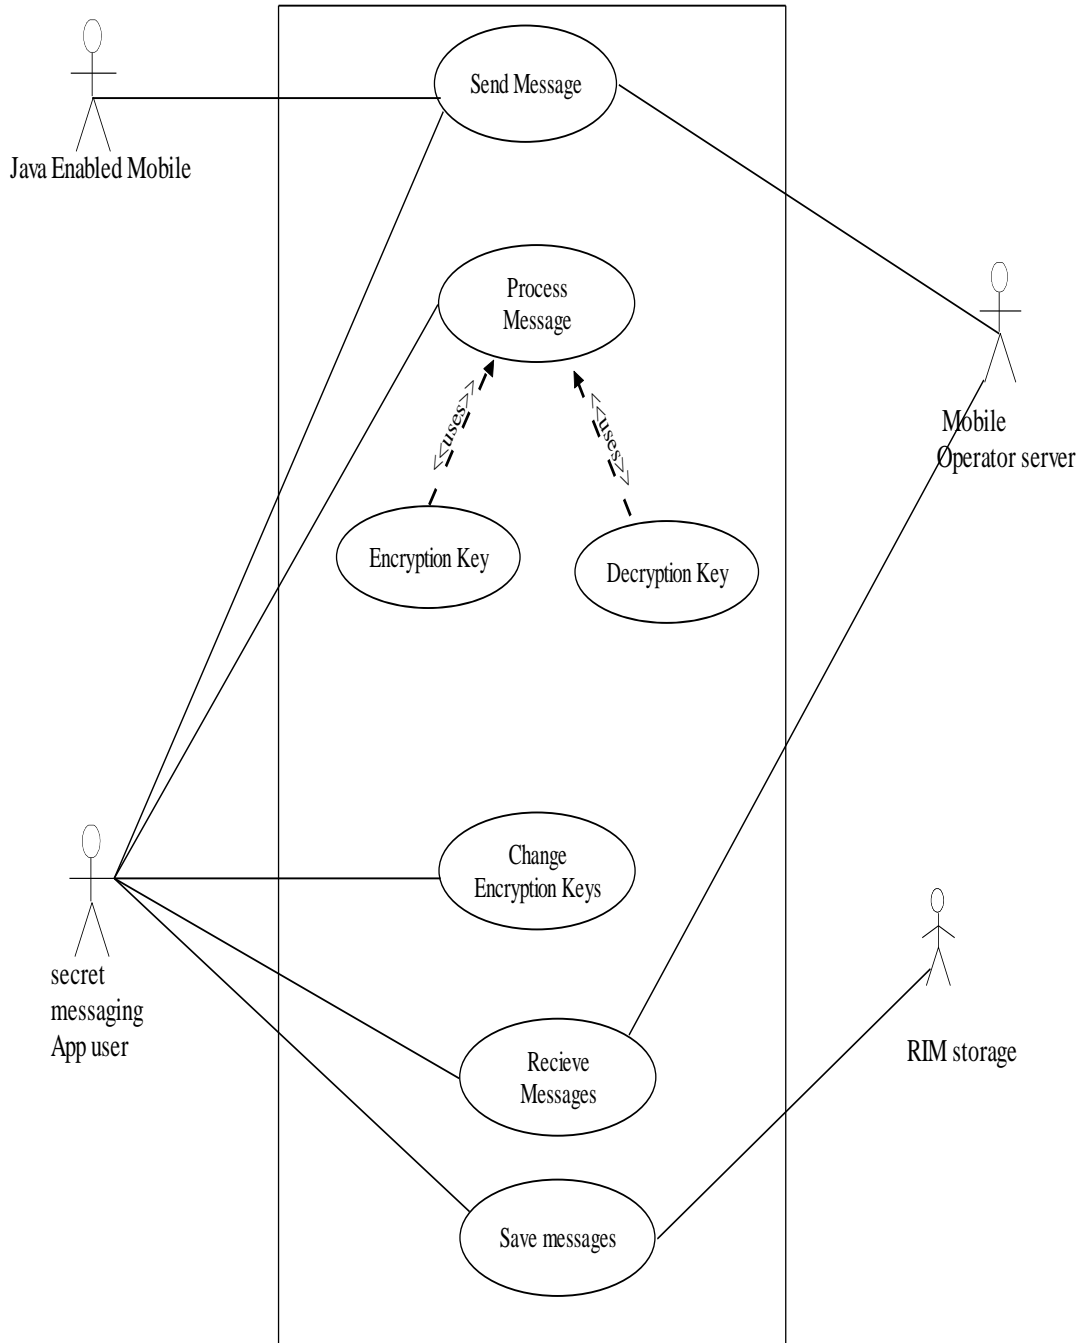 Send Message
Java Enabled Mobile
Process
Message
<<uses>>
<<uses>>
Mobile
Operator server
Encryption Key
Decryption Key
Change
Encryption Keys
secret
messaging
App user
Recieve
Messages
RIM storage
Save messages